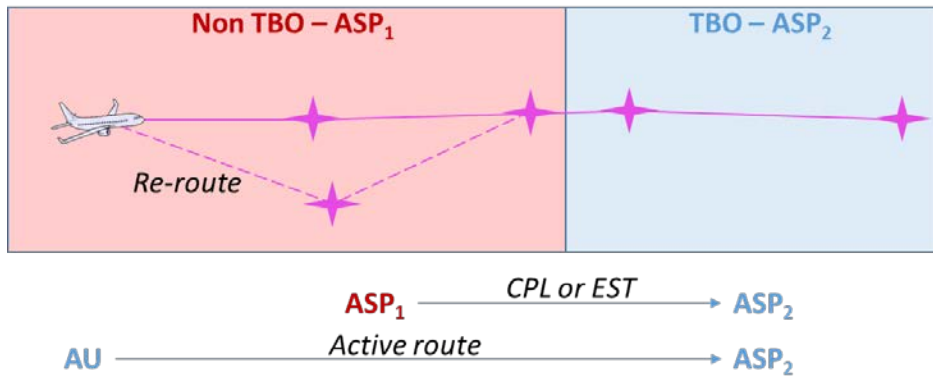 Non TBO – ASP₁
TBO – ASP₂
Re-route
ASP₁ CPL or EST ASP₂
AU Active route ASP₂